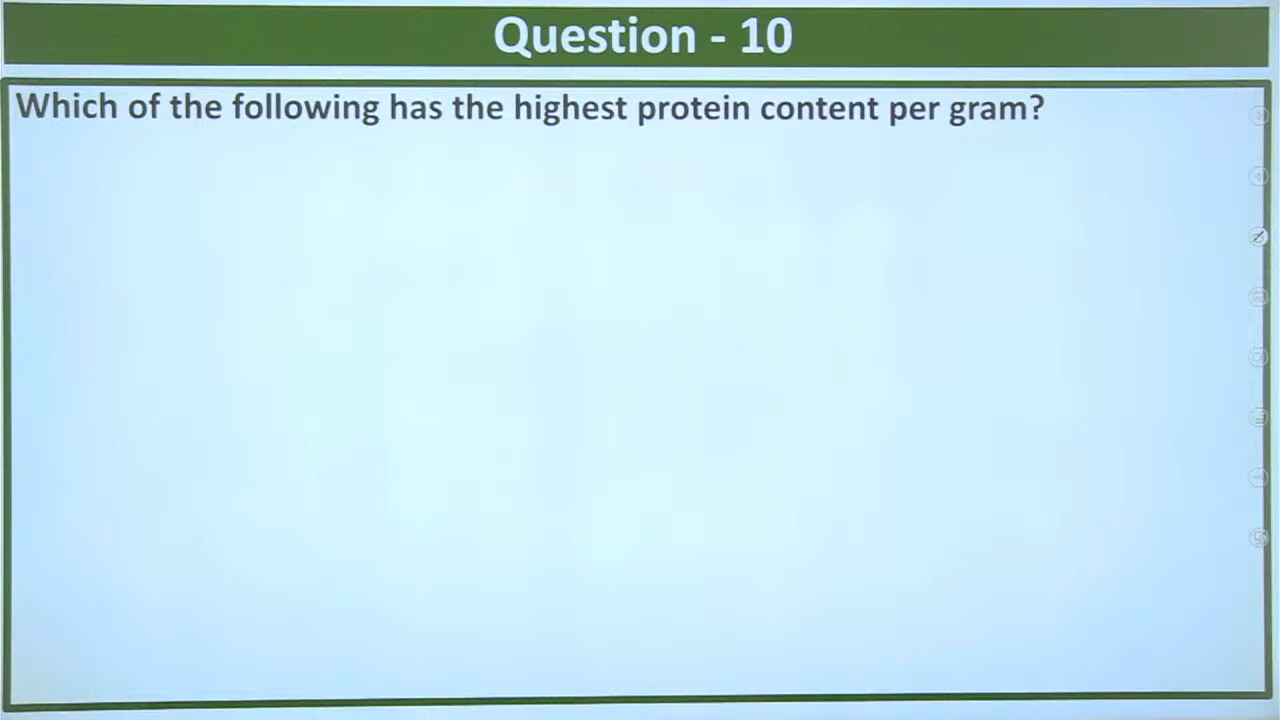 Question - 10
Which of the following has the highest protein content per gram?